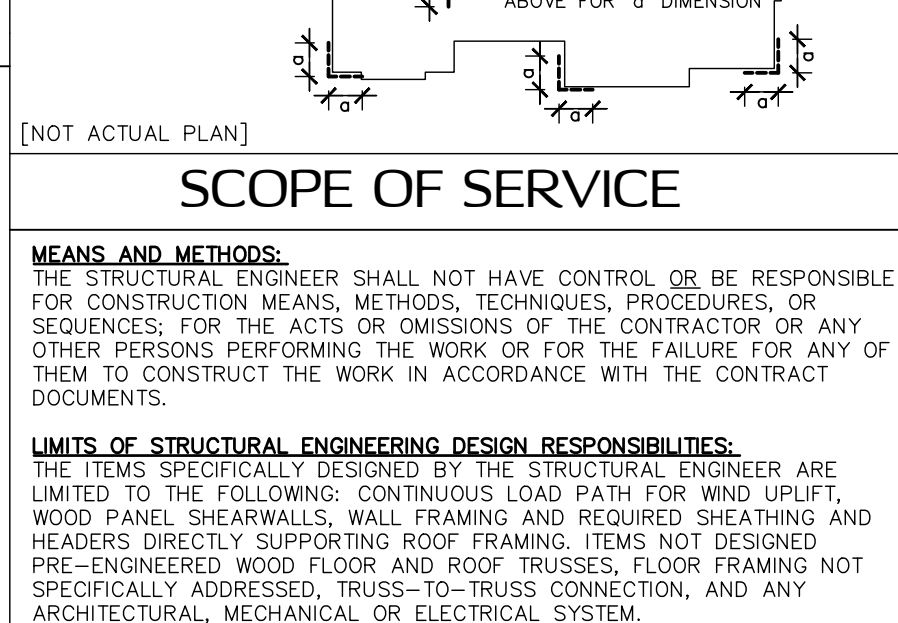 ABOVE FOR "a" DIMENSION
a
a
a
a
a
a
[NOT ACTUAL PLAN]
SCOPE OF SERVICE
MEANS AND METHODS:
THE STRUCTURAL ENGINEER SHALL NOT HAVE CONTROL OR BE RESPONSIBLE
FOR CONSTRUCTION MEANS, METHODS, TECHNIQUES, PROCEDURES, OR
SEQUENCES; FOR THE ACTS OR OMISSIONS OF THE CONTRACTOR OR ANY
OTHER PERSONS PERFORMING THE WORK OR FOR THE FAILURE FOR ANY OF
THEM TO CONSTRUCT THE WORK IN ACCORDANCE WITH THE CONTRACT
DOCUMENTS.
LIMITS OF STRUCTURAL ENGINEERING DESIGN RESPONSIBILITIES:
THE ITEMS SPECIFICALLY DESIGNED BY THE STRUCTURAL ENGINEER ARE
LIMITED TO THE FOLLOWING: CONTINUOUS LOAD PATH FOR WIND UPLIFT,
WOOD PANEL SHEARWALLS, WALL FRAMING AND REQUIRED SHEATHING AND
HEADERS DIRECTLY SUPPORTING ROOF FRAMING. ITEMS NOT DESIGNED
PRE-ENGINEERED WOOD FLOOR AND ROOF TRUSSES, FLOOR FRAMING NOT
SPECIFICALLY ADDRESSED, TRUSS-TO-TRUSS CONNECTION, AND ANY
ARCHITECTURAL, MECHANICAL OR ELECTRICAL SYSTEM.